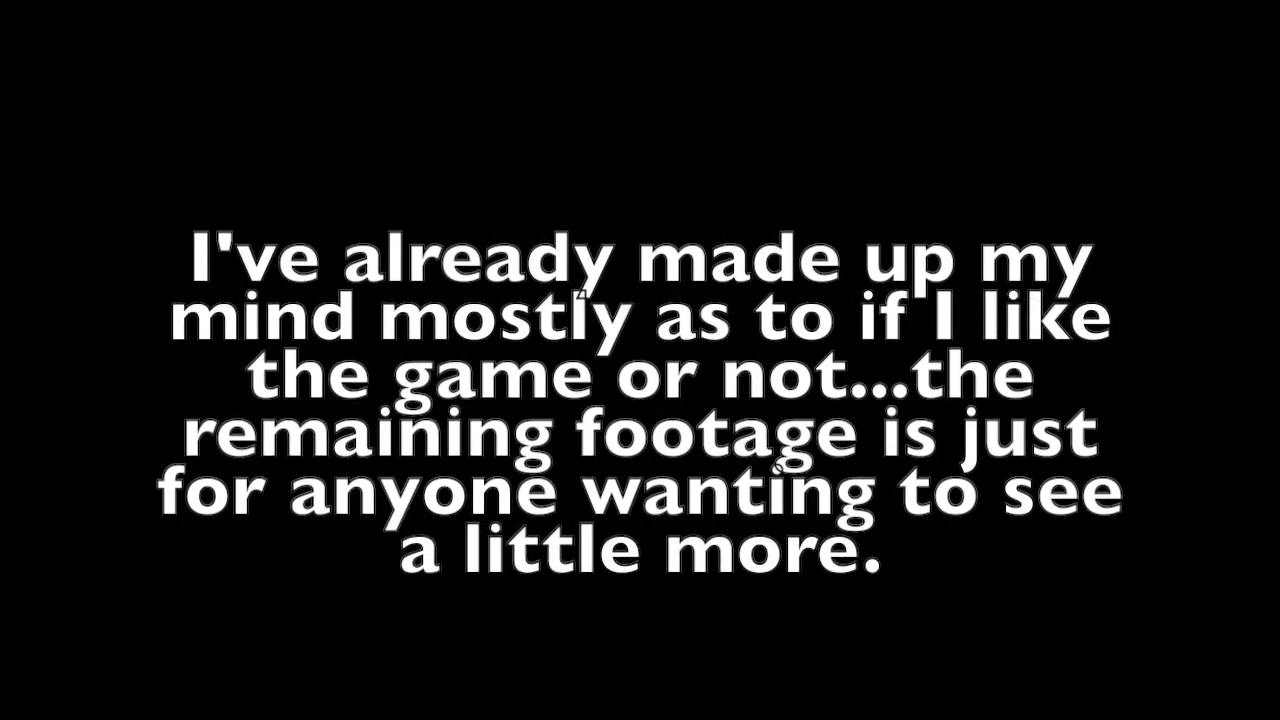 I've already made up my
mind mostly as to if I like
the game or not...the
remaining footage is just
for anyone wanting to see
a little more.